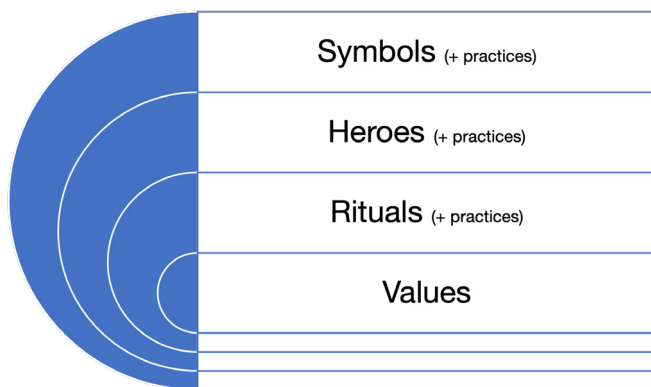 Symbols (+ practices)
Heroes (+ practices)
Rituals (+ practices)
Values